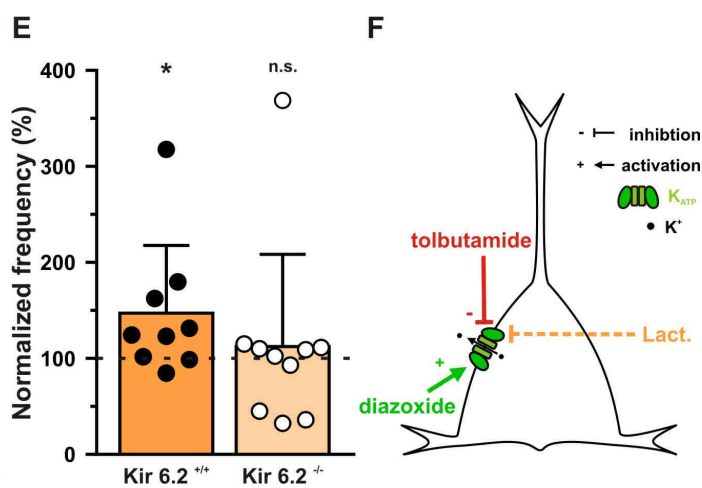 E
F
Normalized frequency (%)
400
300
200
100
0
*
n.s.
Kir 6.2 +/+
Kir 6.2 -/-
- inhibtion
+ activation
KATP
K+
tolbutamide
-
Lact.
+
diazoxide